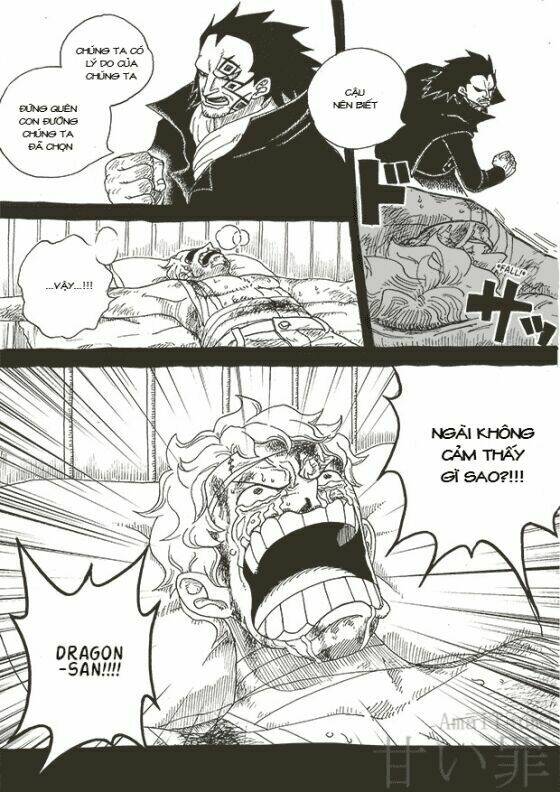 CẬU
NÊN BIẾT
CHÚNG TA CÓ
LÝ DO CỦA
CHÚNG TA
ĐỪNG QUÊN
CON ĐƯỜNG
CHÚNG TA
ĐÃ CHỌN
ド
*FALL!*
サッ
...VẬY...!!!
NGÀI KHÔNG
CẢM THẤY
GÌ SAO?!!!
DRAGON
-SAN!!!!
甘い罪